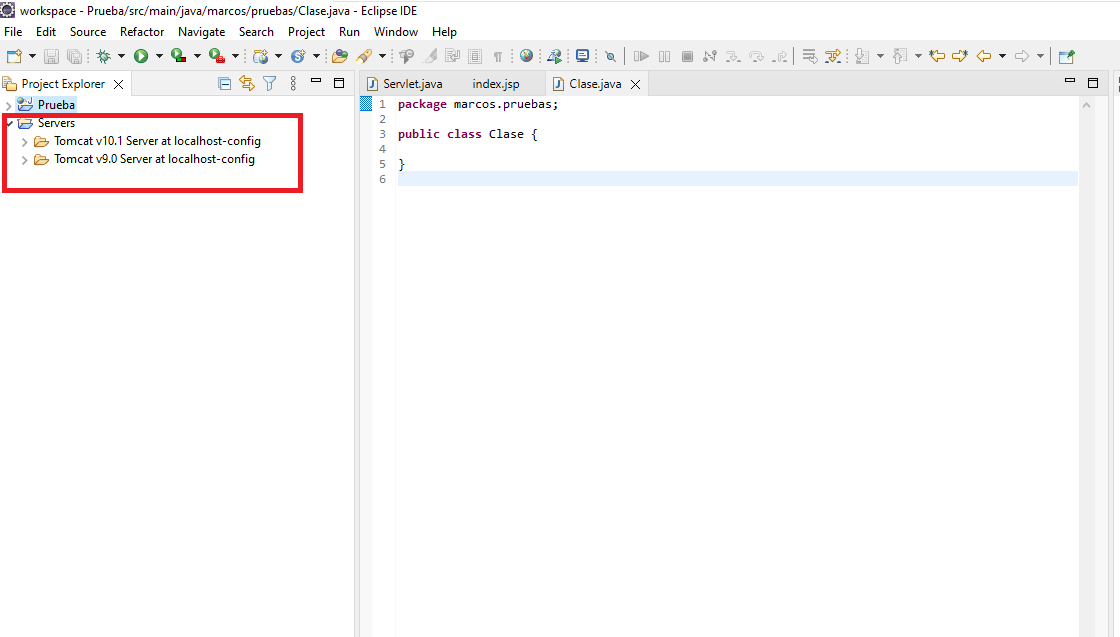 workspace - Prueba/src/main/java/marcos/pruebas/Clase.java - Eclipse IDE
File Edit Source Refactor Navigate Search Project Run Window Help
Project Explorer
Prueba
Servers
Tomcat v10.1 Server at localhost-config
Tomcat v9.0 Server at localhost-config
Servlet.java index.jsp Clase.java
1 package marcos.pruebas;
2
3 public class Clase {
4
5 }
6